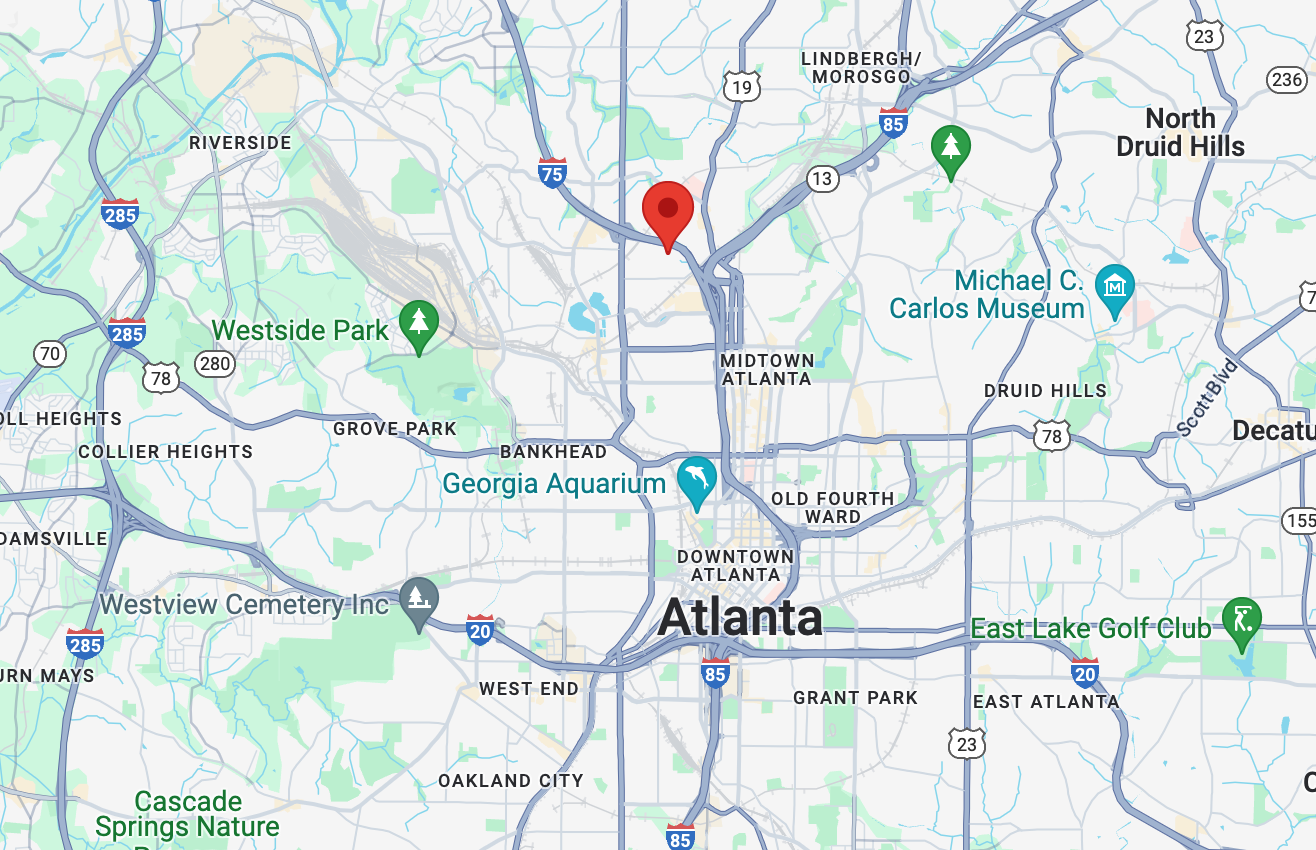 23
LINDBERGH/
MOROSGO
236
19
North
Druid Hills
85
RIVERSIDE
75
13
285
Michael C.
Carlos Museum
M
Westside Park
285
70
280
78
7
MIDTOWN
ATLANTA
DRUID HILLS
Scott Blvd
OLL HEIGHTS
GROVE PARK
78
Decatu
COLLIER HEIGHTS
BANKHEAD
Georgia Aquarium
OLD FOURTH
WARD
155
DAMSVILLE
DOWNTOWN
ATLANTA
Westview Cemetery Inc
Atlanta
20
East Lake Golf Club
285
85
20
URN MAYS
WEST END
GRANT PARK
EAST ATLANTA
23
OAKLAND CITY
Cascade
Springs Nature
85